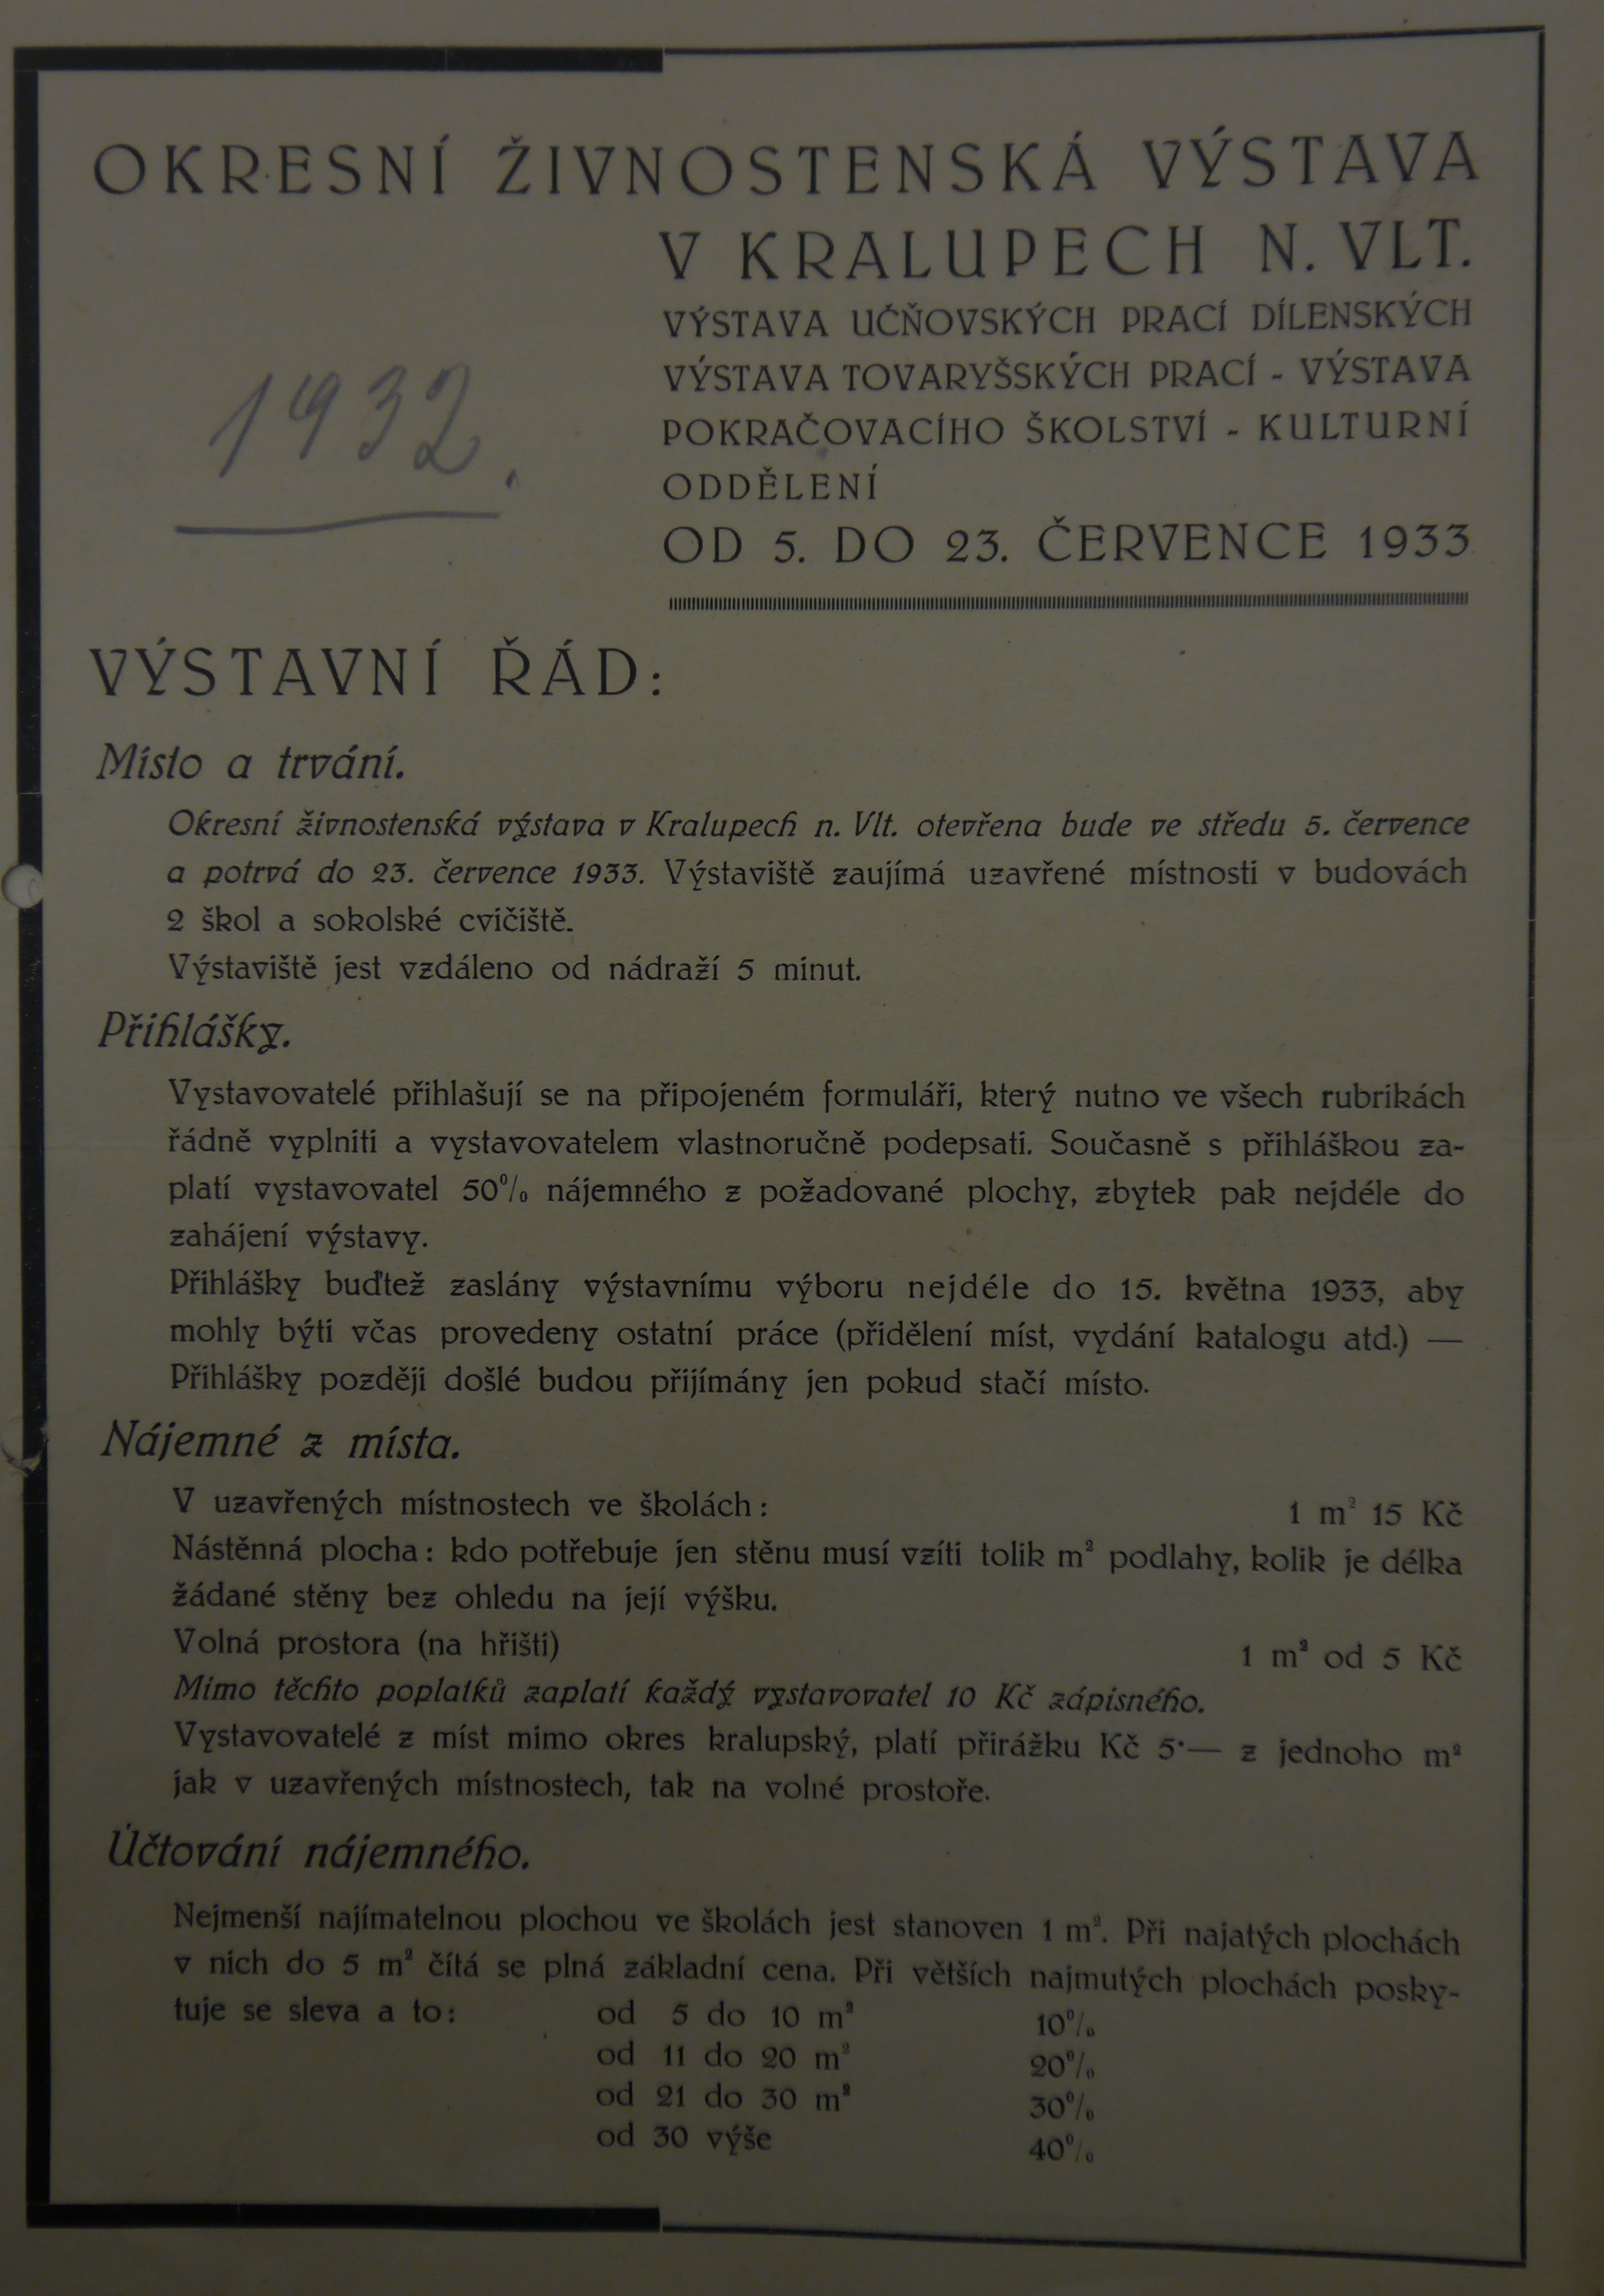 OKRESNÍ ŽIVNOSTENSKÁ VÝSTAVA
V KRALUPECH N. VLT.
VÝSTAVA UČŇOVSKÝCH PRACÍ DÍLENSKÝCH
VÝSTAVA TOVARYŠSKÝCH PRACÍ - VÝSTAVA
POKRAČOVACÍHO ŠKOLSTVÍ - KULTURNÍ
ODDĚLENÍ
OD 5. DO 23. ČERVENCE 1933
1932.
VÝSTAVNÍ ŘÁD:
Místo a trvání.
Okresní živnostenská výstava v Kralupech n. Vlt. otevřena bude ve středu 5. července
a potrvá do 23. července 1933. Výstaviště zaujímá uzavřené místnosti v budovách
2 škol a sokolské cvičiště.
Výstaviště jest vzdáleno od nádraží 5 minut.
Přihlášky.
Vystavovatelé přihlašují se na připojeném formuláři, který nutno ve všech rubrikách
řádně vyplniti a vystavovatelem vlastnoručně podepsati. Současně s přihláškou za-
platí vystavovatel 50% nájemného z požadované plochy, zbytek pak nejdéle do
zahájení výstavy.
Přihlášky buďtež zaslány výstavnímu výboru nejdéle do 15. května 1933, aby
mohly býti včas provedeny ostatní práce (přidělení míst, vydání katalogu atd.) —
Přihlášky později došlé budou přijímány jen pokud stačí místo.
Nájemné z místa.
V uzavřených místnostech ve školách: 1 m² 15 Kč
Nástěnná plocha: kdo potřebuje jen stěnu musí vzíti tolik m² podlahy, kolik je délka
žádané stěny bez ohledu na její výšku.
Volná prostora (na hřišti) 1 m² od 5 Kč
Mimo těchto poplatků zaplatí každý vystavovatel 10 Kč zápisného.
Vystavovatelé z míst mimo okres kralupský, platí přirážku Kč 5·— z jednoho m²
jak v uzavřených místnostech, tak na volné prostoře.
Účtování nájemného.
Nejmenší najímatelnou plochou ve školách jest stanoven 1 m². Při najatých plochách
v nich do 5 m² čítá se plná základní cena. Při větších najmutých plochách posky-
tuje se sleva a to: od 5 do 10 m² 10%
od 11 do 20 m² 20%
od 21 do 30 m² 30%
od 30 výše 40%